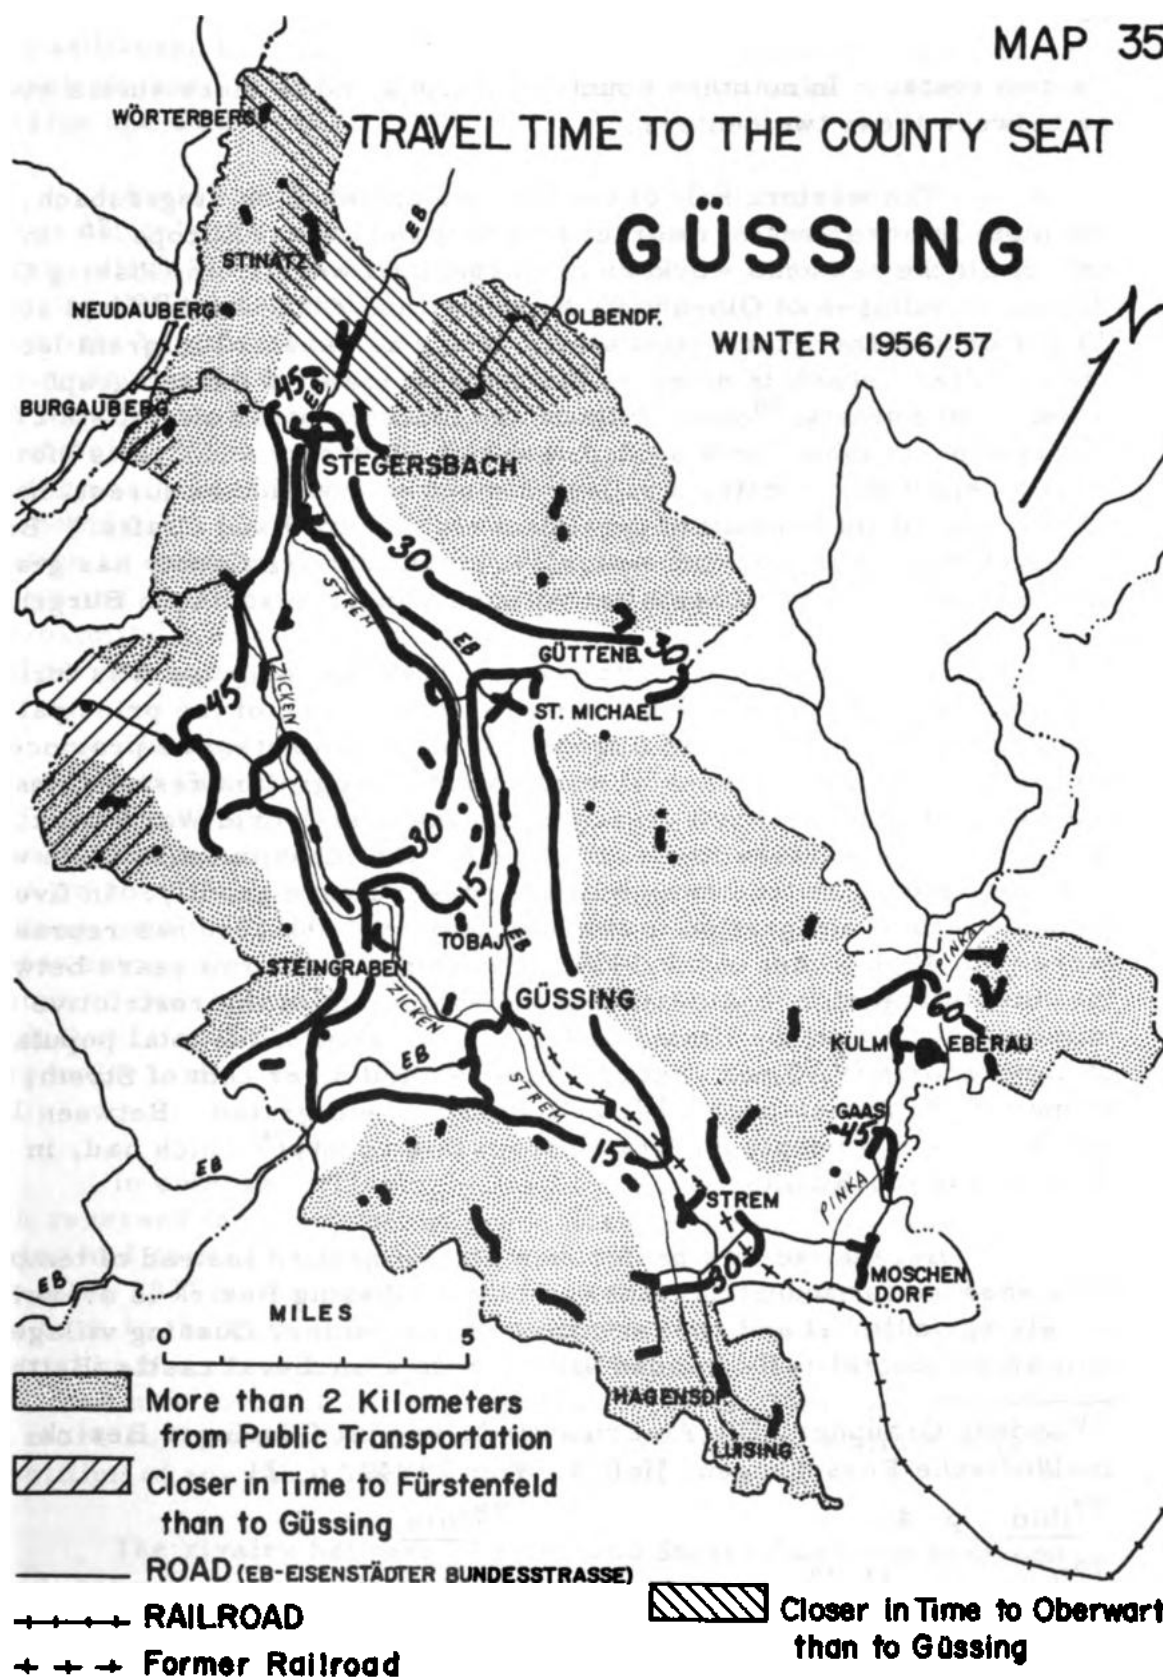 MAP 35
WÖRTERBERG
TRAVEL TIME TO THE COUNTY SEAT
GÜSSING
EB
STINATZ
NEUDAUBERG
OLBENDF.
WINTER 1956/57
N
45
EB
BURGAUBERG
STEGERSBACH
30
STREM
EB
GÜTTENB.
30
ZICKEN
45
ST. MICHAEL
30
15
TOBAJ
EB
STEINGRABEN
ZICKEN
GÜSSING
PINKA
60
KULM
EBERAU
EB
STREM
GAAS
45
15
EB
PINKA
STREM
30
MOSCHEN
DORF
EB
MILES
0 5
HAGENSDF.
LUISING
More than 2 Kilometers
from Public Transportation
Closer in Time to Fürstenfeld
than to Güssing
ROAD (EB-EISENSTÄDTER BUNDESSTRASSE)
RAILROAD
Former Railroad
Closer in Time to Oberwart
than to Güssing